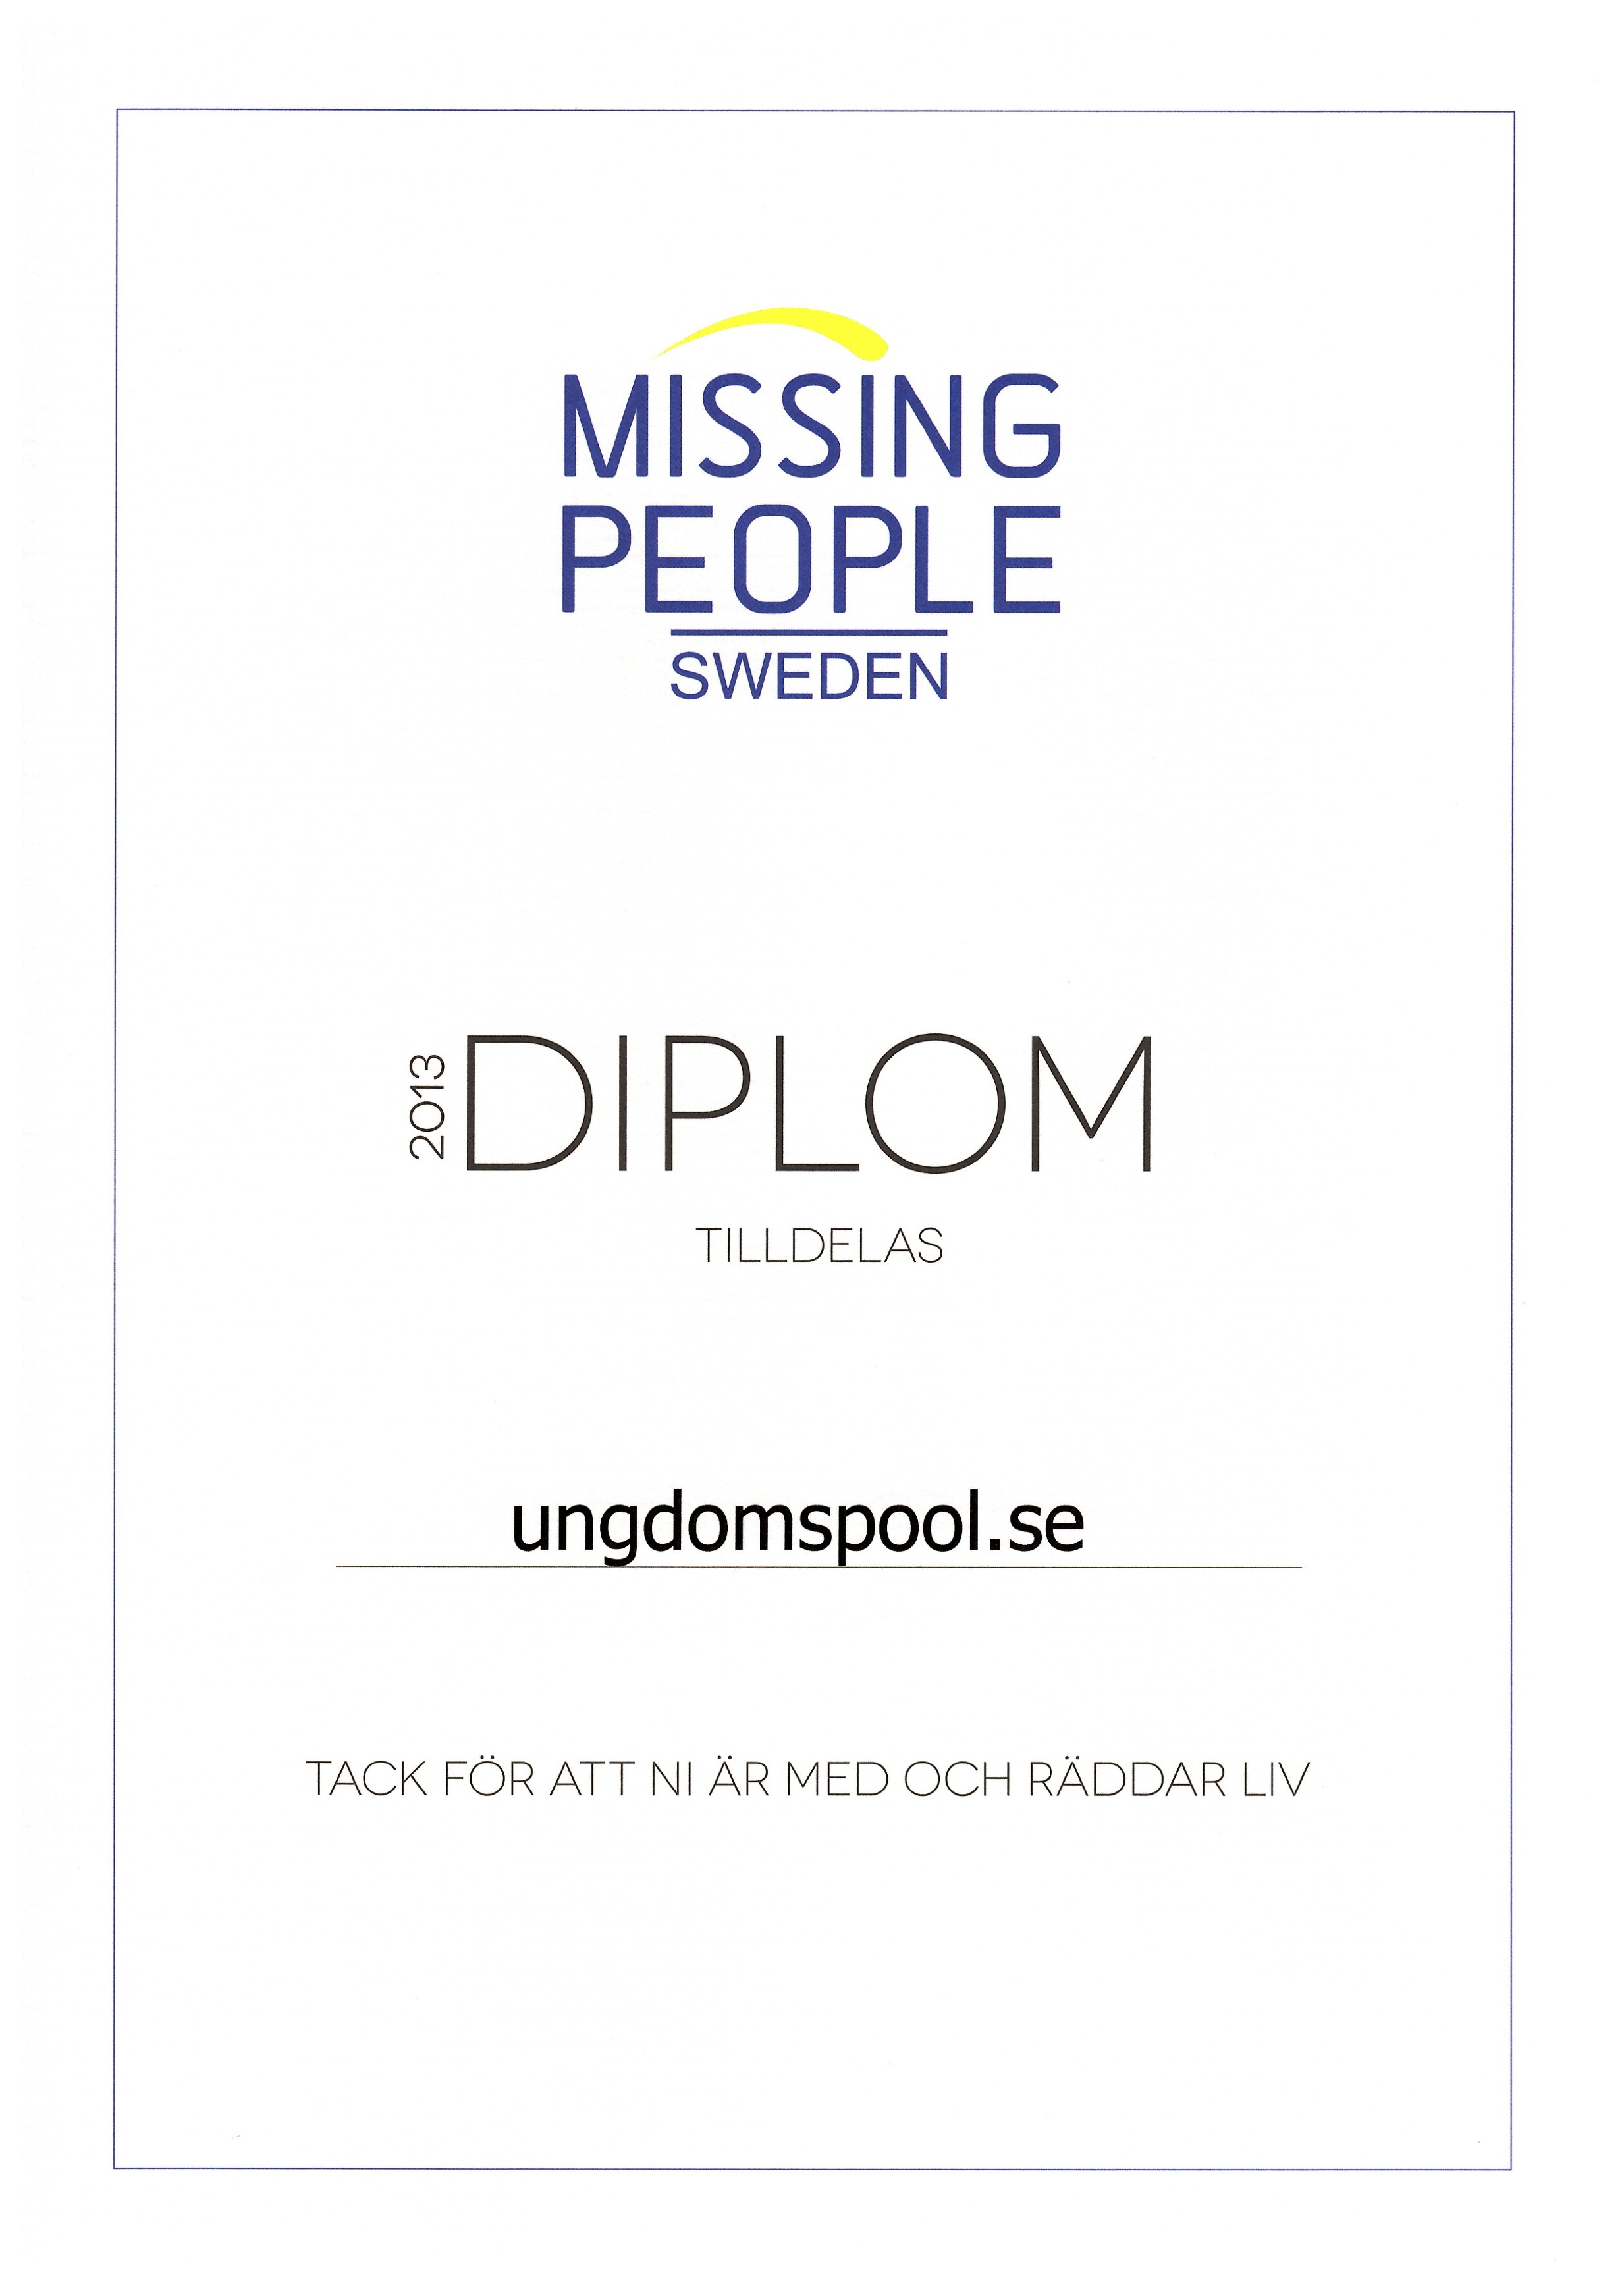 MISSING
PEOPLE
SWEDEN
2013
DIPLOM
TILLDELAS
ungdomspool.se
TACK FÖR ATT NI ÄR MED OCH RÄDDAR LIV